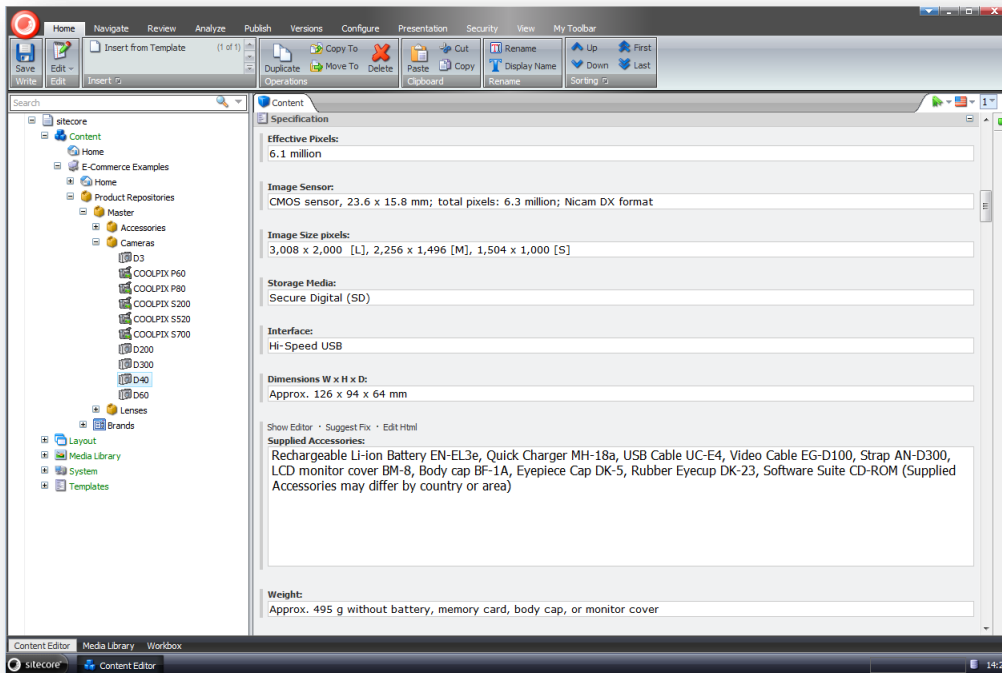 Home Navigate Review Analyze Publish Versions Configure Presentation Security View My Toolbar
Save
Write
Edit
Edit
Insert from Template (1 of 1)
Insert
Duplicate
Copy To
Move To
Delete
Operations
Paste
Cut
Copy
Clipboard
Rename
Display Name
Rename
Up
Down
First
Last
Sorting
Search
sitecore
Content
Home
E-Commerce Examples
Home
Product Repositories
Master
Accessories
Cameras
D3
COOLPIX P60
COOLPIX P80
COOLPIX S200
COOLPIX S520
COOLPIX S700
D200
D300
D40
D60
Lenses
Brands
Layout
Media Library
System
Templates
Content
1
Specification
Effective Pixels:
6.1 million
Image Sensor:
CMOS sensor, 23.6 x 15.8 mm; total pixels: 6.3 million; Nicam DX format
Image Size pixels:
3,008 x 2,000 [L], 2,256 x 1,496 [M], 1,504 x 1,000 [S]
Storage Media:
Secure Digital (SD)
Interface:
Hi-Speed USB
Dimensions W x H x D:
Approx. 126 x 94 x 64 mm
Show Editor · Suggest Fix · Edit Html
Supplied Accessories:
Rechargeable Li-ion Battery EN-EL3e, Quick Charger MH-18a, USB Cable UC-E4, Video Cable EG-D100, Strap AN-D300,
LCD monitor cover BM-8, Body cap BF-1A, Eyepiece Cap DK-5, Rubber Eyecup DK-23, Software Suite CD-ROM (Supplied
Accessories may differ by country or area)
Weight:
Approx. 495 g without battery, memory card, body cap, or monitor cover
Content Editor Media Library Workbox
sitecore Content Editor